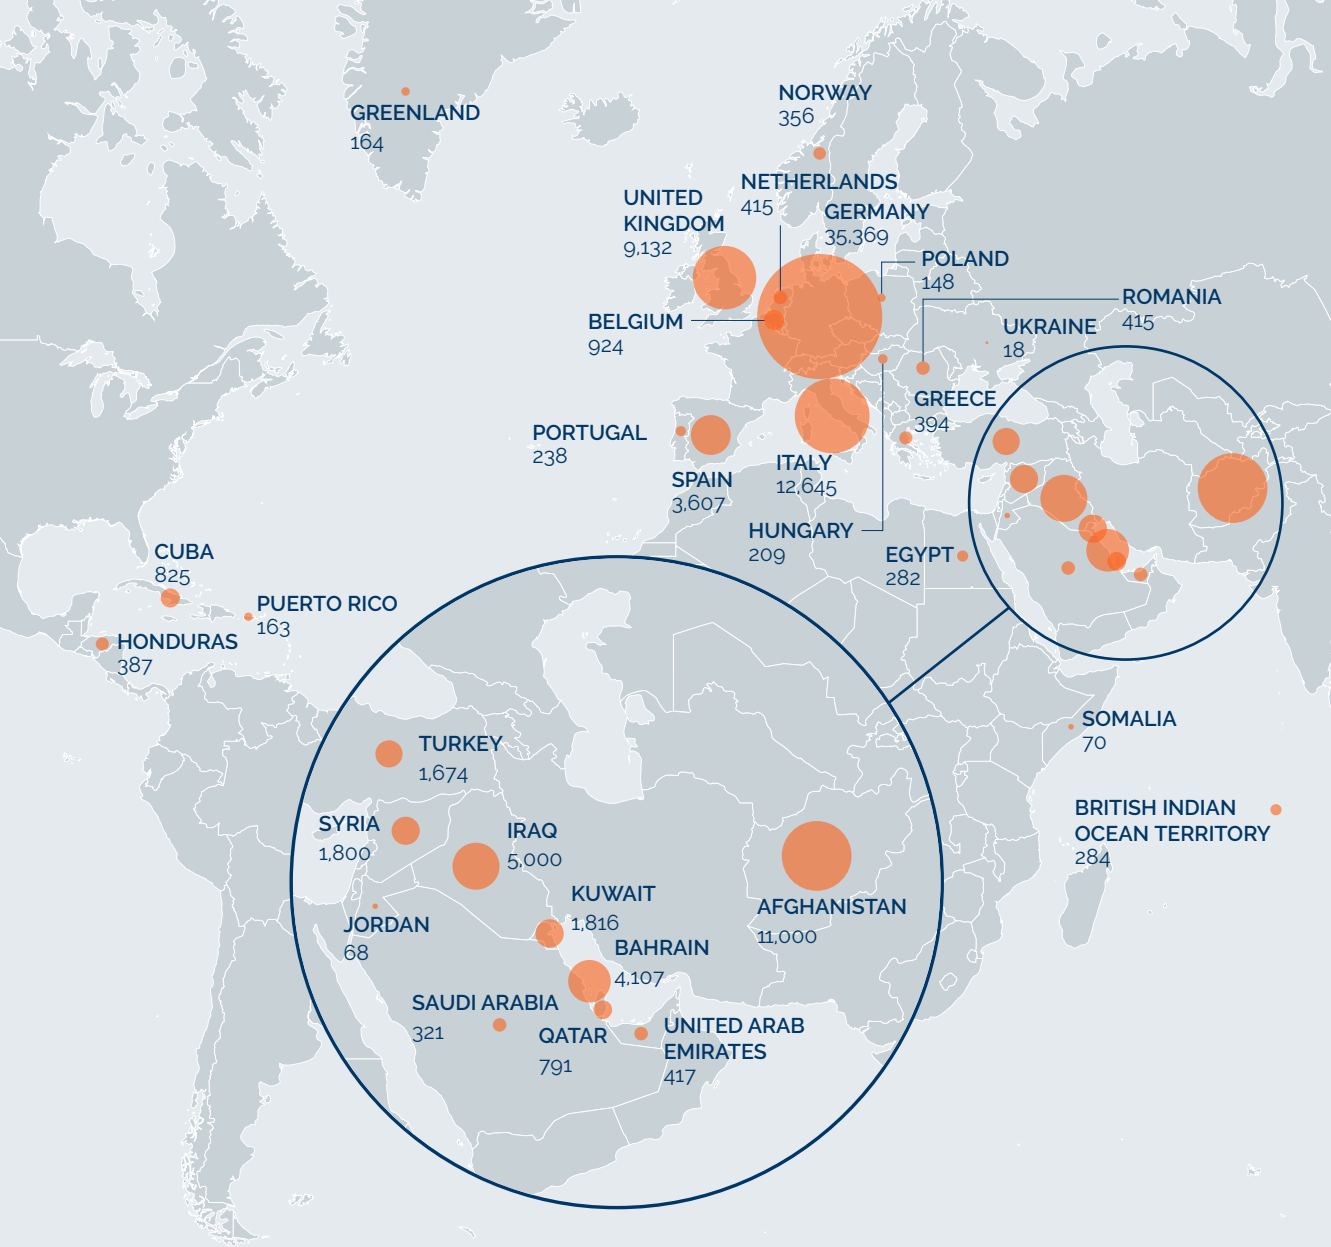 NORWAY
356
GREENLAND
164
NETHERLANDS
415
UNITED
KINGDOM
9,132
GERMANY
35,369
POLAND
148
ROMANIA
415
UKRAINE
18
BELGIUM
924
GREECE
394
PORTUGAL
238
SPAIN
3,607
ITALY
12,645
HUNGARY
209
EGYPT
282
CUBA
825
PUERTO RICO
163
HONDURAS
387
SOMALIA
70
BRITISH INDIAN
OCEAN TERRITORY
284
TURKEY
1,674
SYRIA
1,800
IRAQ
5,000
KUWAIT
1,816
AFGHANISTAN
11,000
JORDAN
68
BAHRAIN
4,107
SAUDI ARABIA
321
QATAR
791
UNITED ARAB
EMIRATES
417